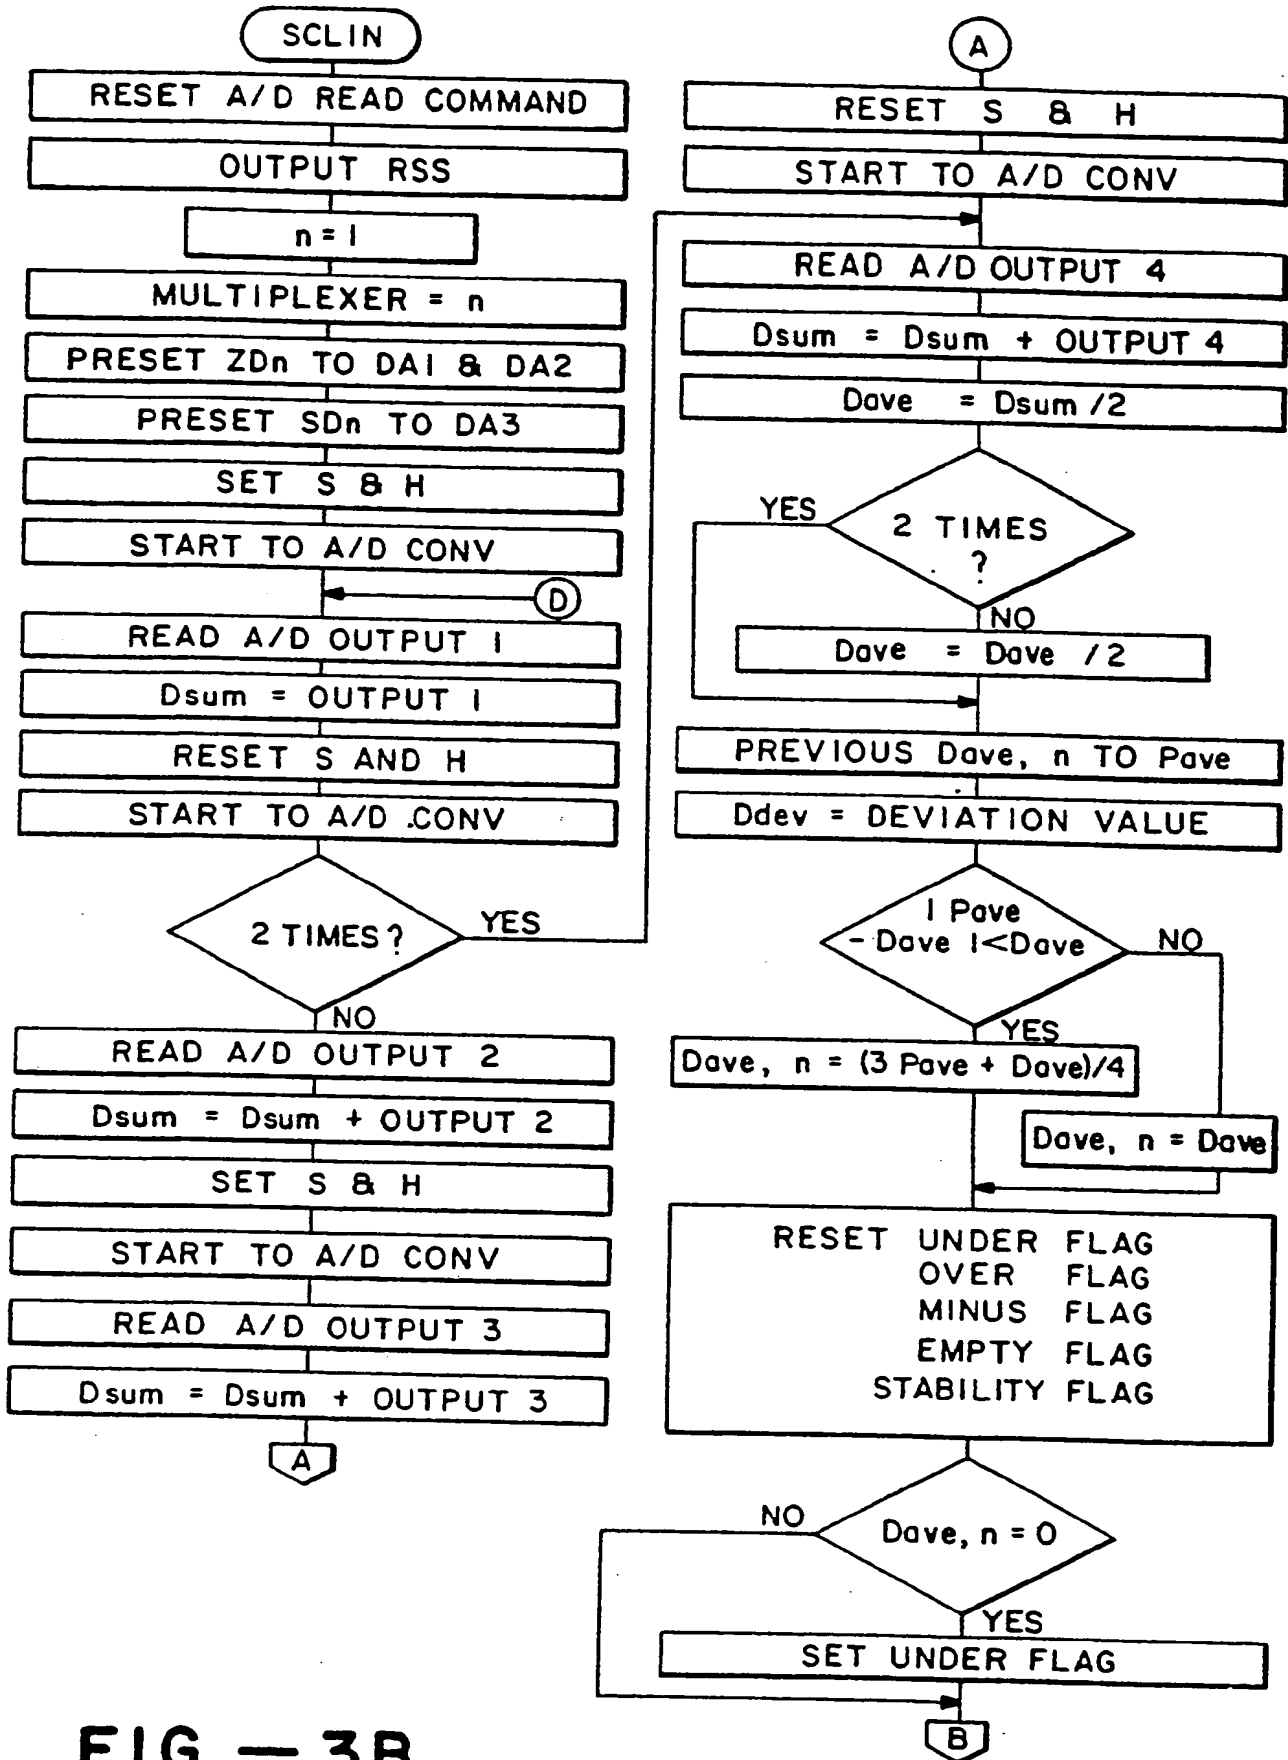 SCLIN
RESET A/D READ COMMAND
OUTPUT RSS
n = 1
MULTIPLEXER = n
PRESET ZDn TO DA1 & DA2
PRESET SDn TO DA3
SET S & H
START TO A/D CONV
D
READ A/D OUTPUT 1
Dsum = OUTPUT 1
RESET S AND H
START TO A/D CONV
2 TIMES?
YES
NO
READ A/D OUTPUT 2
Dsum = Dsum + OUTPUT 2
SET S & H
START TO A/D CONV
READ A/D OUTPUT 3
Dsum = Dsum + OUTPUT 3
A
A
RESET S & H
START TO A/D CONV
READ A/D OUTPUT 4
Dsum = Dsum + OUTPUT 4
Dave = Dsum /2
YES
2 TIMES
?
NO
Dave = Dave /2
PREVIOUS Dave, n TO Pave
Ddev = DEVIATION VALUE
| Pave
- Dave |<Dave
NO
YES
Dave, n = (3 Pave + Dave)/4
Dave, n = Dave
RESET UNDER FLAG
OVER FLAG
MINUS FLAG
EMPTY FLAG
STABILITY FLAG
NO
Dave, n = 0
YES
SET UNDER FLAG
B
FIG — 3B